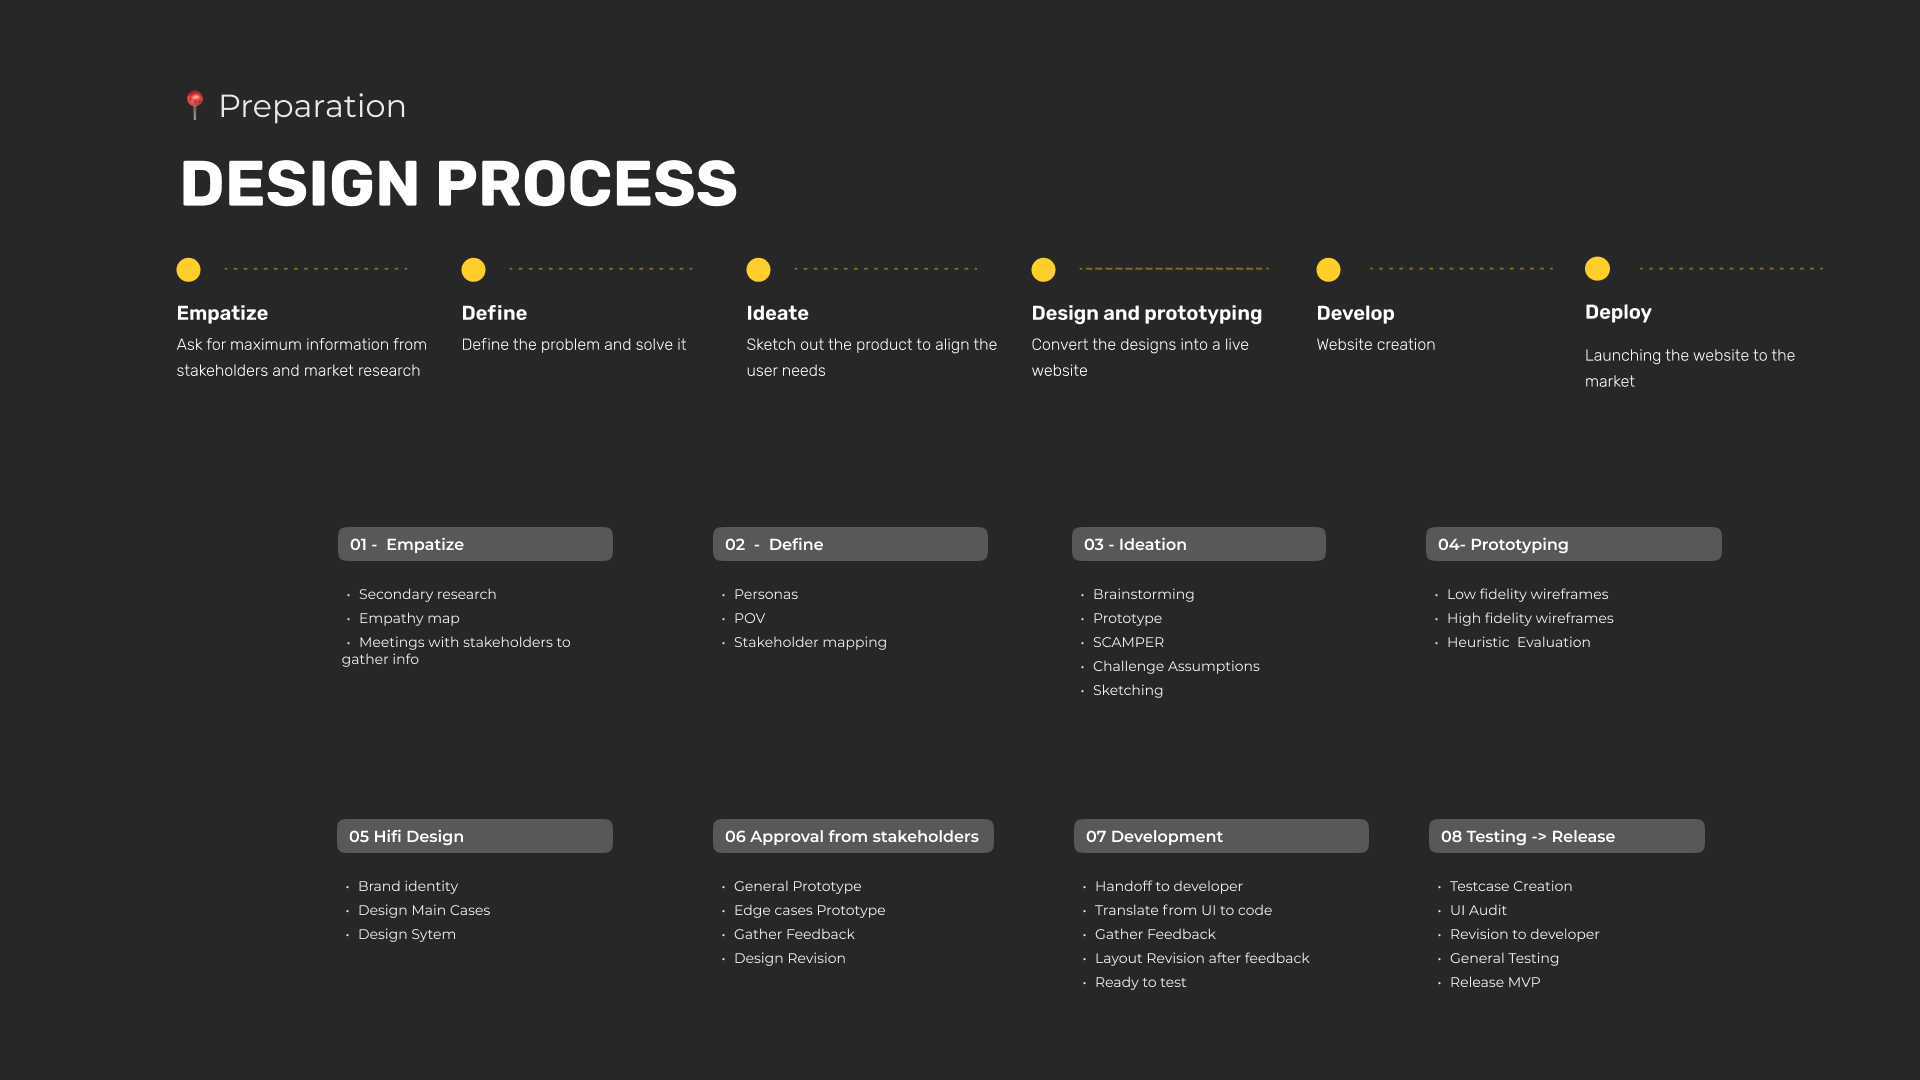 📍 Preparation
DESIGN PROCESS
Empatize
Ask for maximum information from
stakeholders and market research
Define
Define the problem and solve it
Ideate
Sketch out the product to align the
user needs
Design and prototyping
Convert the designs into a live
website
Develop
Website creation
Deploy
Launching the website to the
market
01 - Empatize
• Secondary research
• Empathy map
• Meetings with stakeholders to
gather info
02 - Define
• Personas
• POV
• Stakeholder mapping
03 - Ideation
• Brainstorming
• Prototype
• SCAMPER
• Challenge Assumptions
• Sketching
04- Prototyping
• Low fidelity wireframes
• High fidelity wireframes
• Heuristic Evaluation
05 Hifi Design
• Brand identity
• Design Main Cases
• Design Sytem
06 Approval from stakeholders
• General Prototype
• Edge cases Prototype
• Gather Feedback
• Design Revision
07 Development
• Handoff to developer
• Translate from UI to code
• Gather Feedback
• Layout Revision after feedback
• Ready to test
08 Testing -> Release
• Testcase Creation
• UI Audit
• Revision to developer
• General Testing
• Release MVP